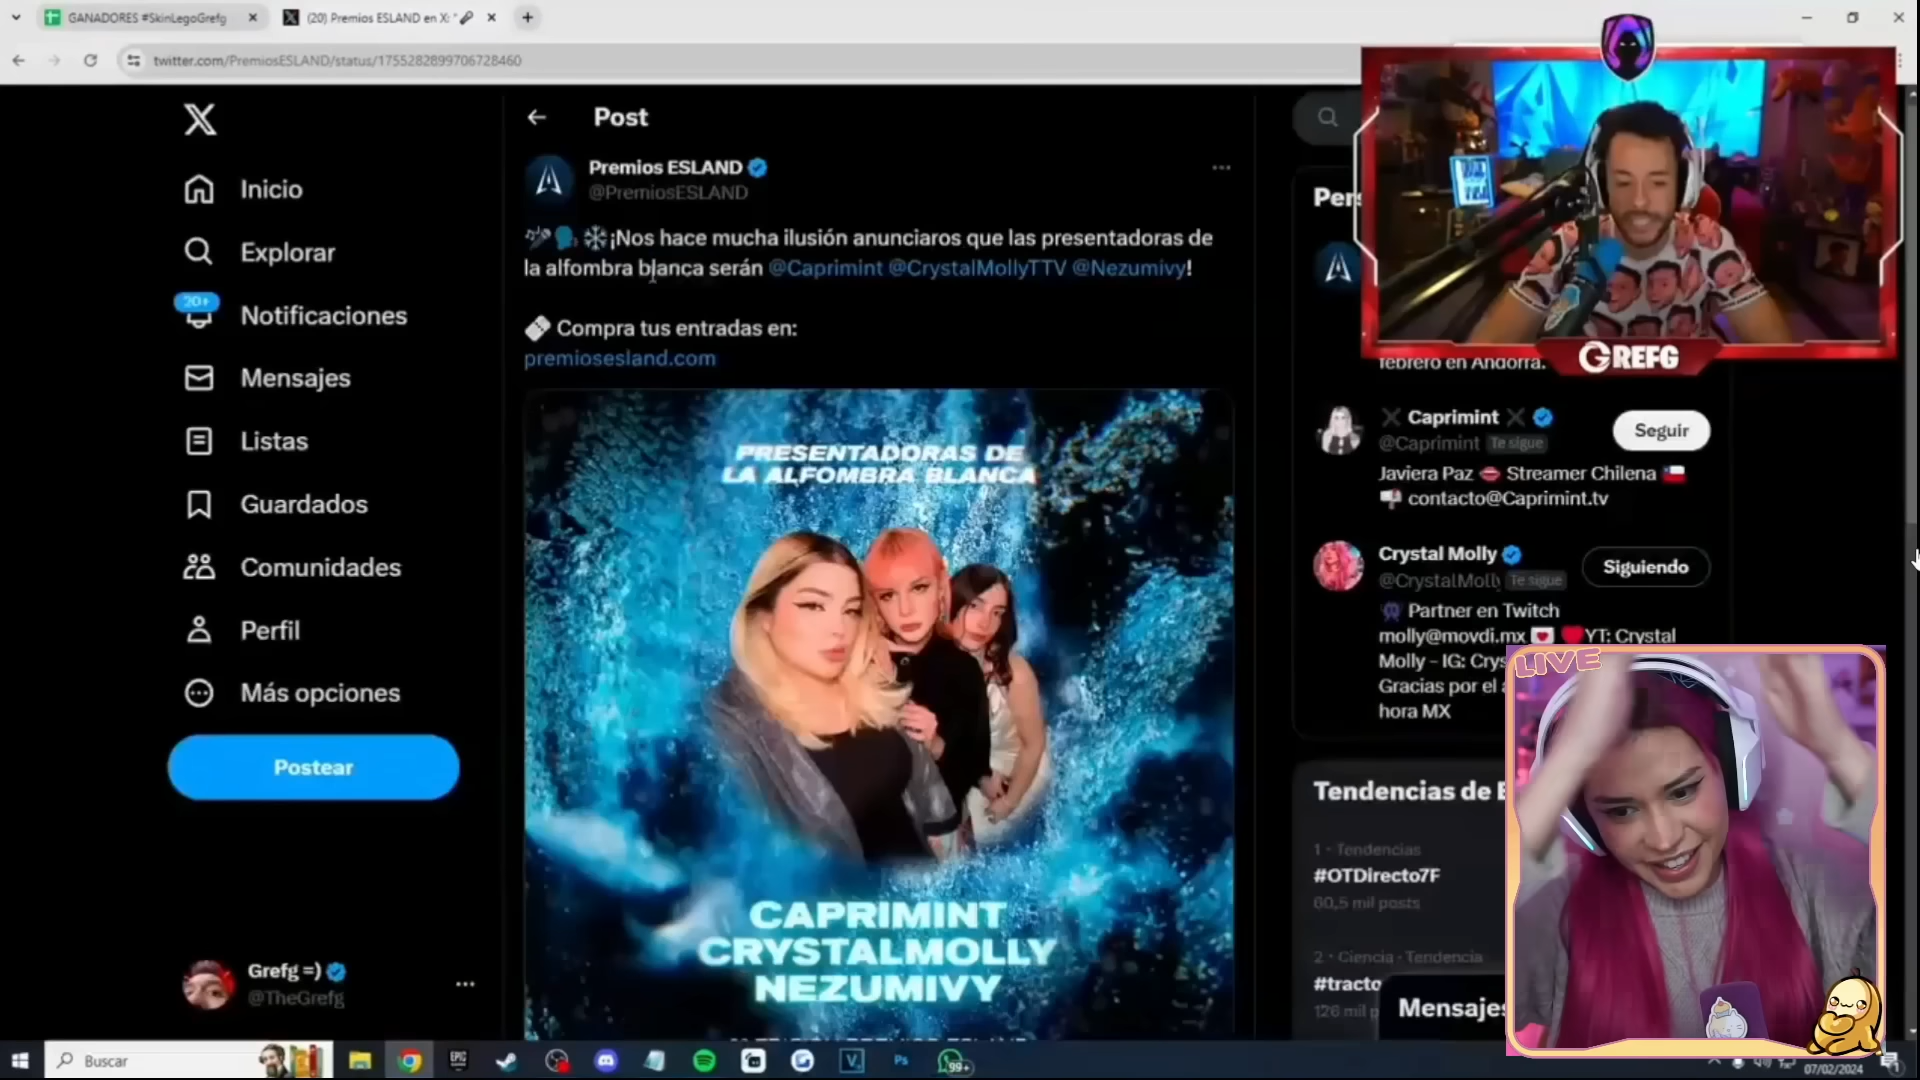 GANADORES #SkinLegoGrefg
(20) Premios ESLAND en X: "
twitter.com/PremiosESLAND/status/1755282899706728460
Inicio
Explorar
20+
Notificaciones
Mensajes
Listas
Guardados
Comunidades
Perfil
Más opciones
Postear
Grefg =)
@TheGrefg
Post
Premios ESLAND
@PremiosESLAND
¡Nos hace mucha ilusión anunciaros que las presentadoras de
la alfombra blanca serán @Caprimint @CrystalMollyTTV @Nezumivy!
Compra tus entradas en:
premiosesland.com
PRESENTADORAS DE
LA ALFOMBRA BLANCA
CAPRIMINT
CRYSTALMOLLY
NEZUMIVY
GREFG
febrero en Andorra.
Caprimint
@Caprimint Te sigue
Seguir
Javiera Paz Streamer Chilena
contacto@Caprimint.tv
Crystal Molly
@CrystalMolly Te sigue
Siguiendo
Partner en Twitch
molly@movdi.mx YT: Crystal
Molly - IG: Crys
Gracias por el
hora MX
LIVE
Tendencias de
1 · Tendencias
#OTDirecto7F
60,5 mil posts
2 · Ciencia · Tendencia
#tracto
126 mil p
Mensajes
Buscar
EPIC
V
Ps
99+
07/02/2024